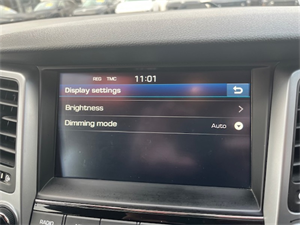 REG TMC 11:01
Display settings
Brightness
Dimming mode Auto
RADIO